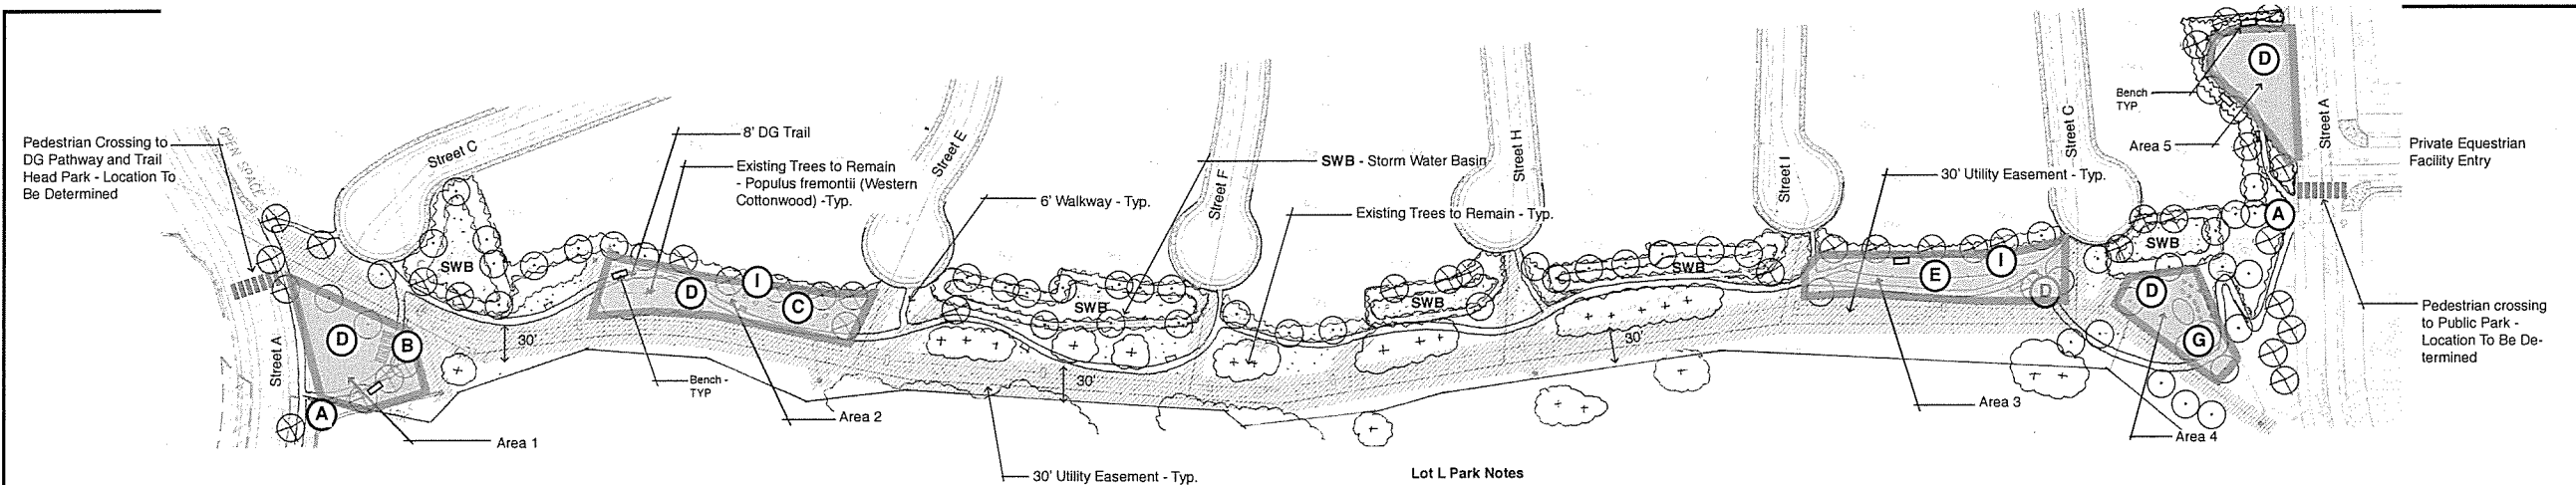 Pedestrian Crossing to
DG Pathway and Trail
Head Park - Location To
Be Determined
OPEN SPACE
Street A
Street C
SWB
8' DG Trail
Existing Trees to Remain
- Populus fremontii (Western
Cottonwood) -Typ.
Street E
6' Walkway - Typ.
D
B
A
30'
Area 1
D
I
C
Bench -
TYP
Area 2
SWB
30'
30' Utility Easement - Typ.
Street F
SWB - Storm Water Basin
Existing Trees to Remain - Typ.
Street H
SWB
SWB
30'
Lot L Park Notes
Street I
30' Utility Easement - Typ.
E
I
D
Area 3
Street C
SWB
D
G
Area 4
Bench
TYP.
D
Area 5
A
Street A
Private Equestrian
Facility Entry
Pedestrian crossing
to Public Park -
Location To Be De-
termined